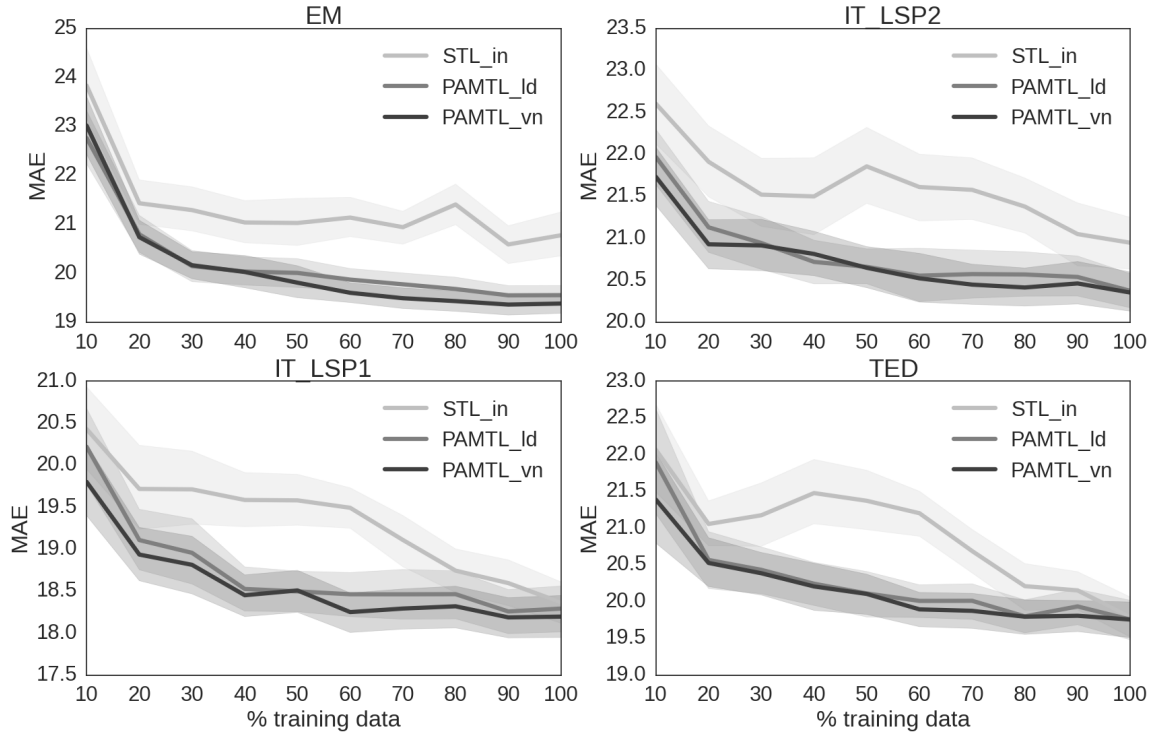 EM
25
24
23
22
21
20
19
MAE
STL_in
PAMTL_ld
PAMTL_vn
10 20 30 40 50 60 70 80 90 100
IT_LSP2
23.5
23.0
22.5
22.0
21.5
21.0
20.5
20.0
MAE
STL_in
PAMTL_ld
PAMTL_vn
10 20 30 40 50 60 70 80 90 100
IT_LSP1
21.0
20.5
20.0
19.5
19.0
18.5
18.0
17.5
MAE
STL_in
PAMTL_ld
PAMTL_vn
10 20 30 40 50 60 70 80 90 100
% training data
TED
23.0
22.5
22.0
21.5
21.0
20.5
20.0
19.5
19.0
MAE
STL_in
PAMTL_ld
PAMTL_vn
10 20 30 40 50 60 70 80 90 100
% training data